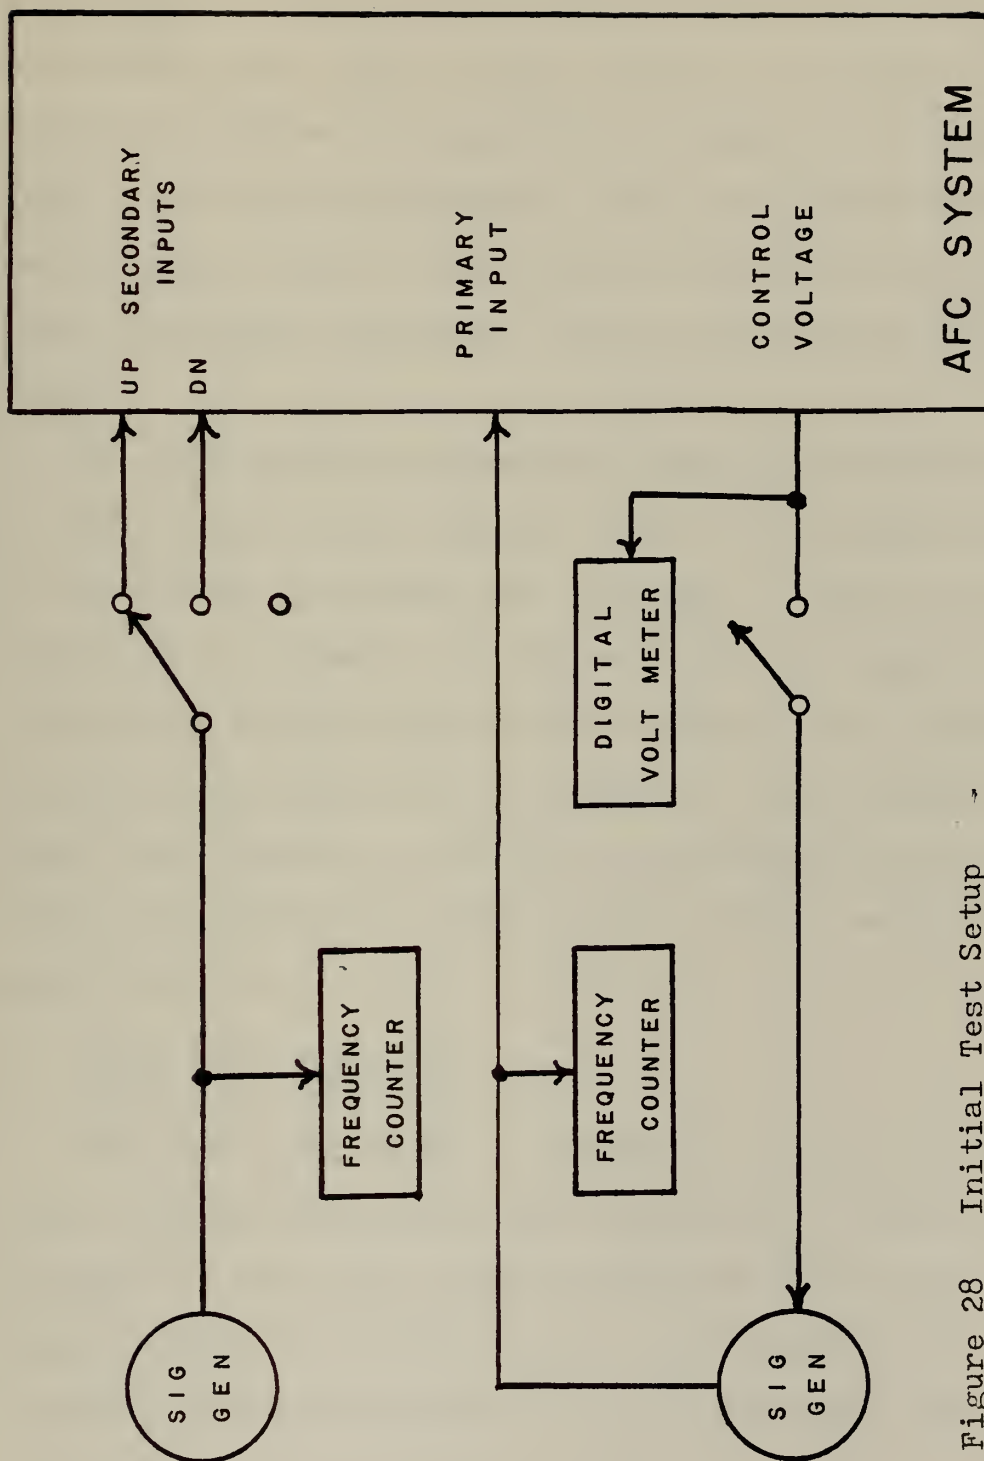 SIG
GEN
FREQUENCY
COUNTER
UP SECONDARY
INPUTS
DN
FREQUENCY
COUNTER
PRIMARY
INPUT
SIG
GEN
DIGITAL
VOLT METER
CONTROL
VOLTAGE
AFC SYSTEM
Figure 28 Initial Test Setup